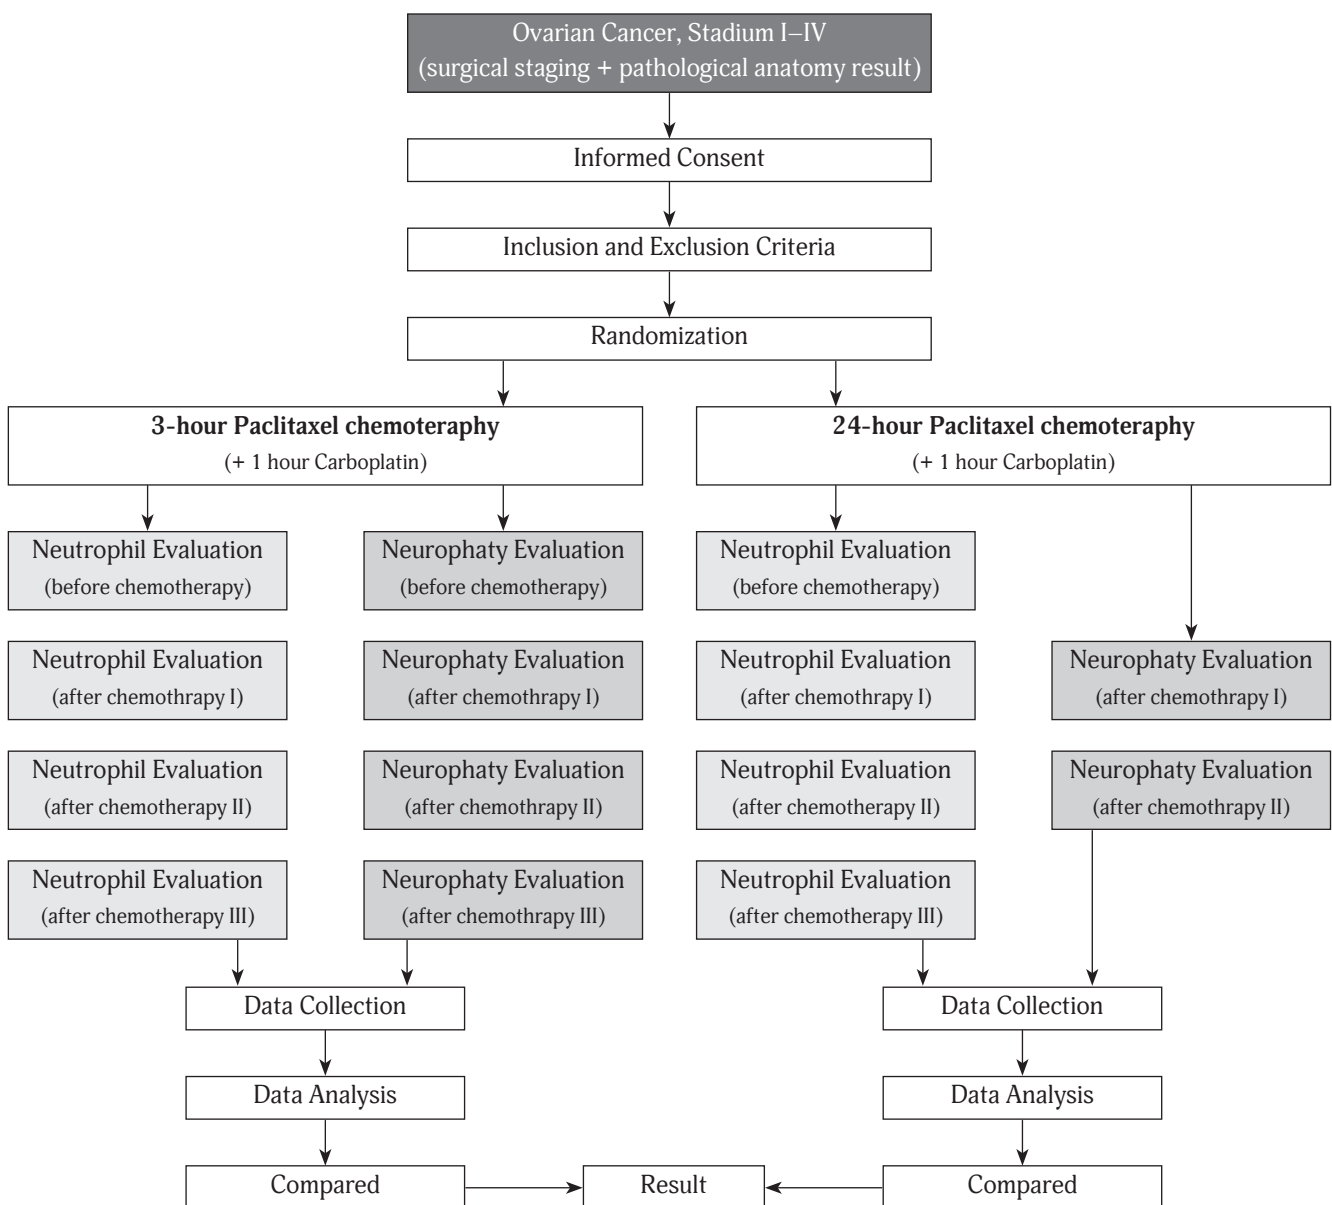 Ovarian Cancer, Stadium I–IV
(surgical staging + pathological anatomy result)
Informed Consent
Inclusion and Exclusion Criteria
Randomization
3-hour Paclitaxel chemoteraphy
(+ 1 hour Carboplatin)
24-hour Paclitaxel chemoteraphy
(+ 1 hour Carboplatin)
Neutrophil Evaluation
(before chemotherapy)
Neurophaty Evaluation
(before chemotherapy)
Neutrophil Evaluation
(before chemotherapy)
Neutrophil Evaluation
(after chemothrapy I)
Neurophaty Evaluation
(after chemothrapy I)
Neutrophil Evaluation
(after chemothrapy I)
Neurophaty Evaluation
(after chemothrapy I)
Neutrophil Evaluation
(after chemotherapy II)
Neurophaty Evaluation
(after chemothrapy II)
Neutrophil Evaluation
(after chemothrapy II)
Neurophaty Evaluation
(after chemothrapy II)
Neutrophil Evaluation
(after chemotherapy III)
Neurophaty Evaluation
(after chemothrapy III)
Neutrophil Evaluation
(after chemotherapy III)
Data Collection
Data Collection
Data Analysis
Data Analysis
Compared
Result
Compared